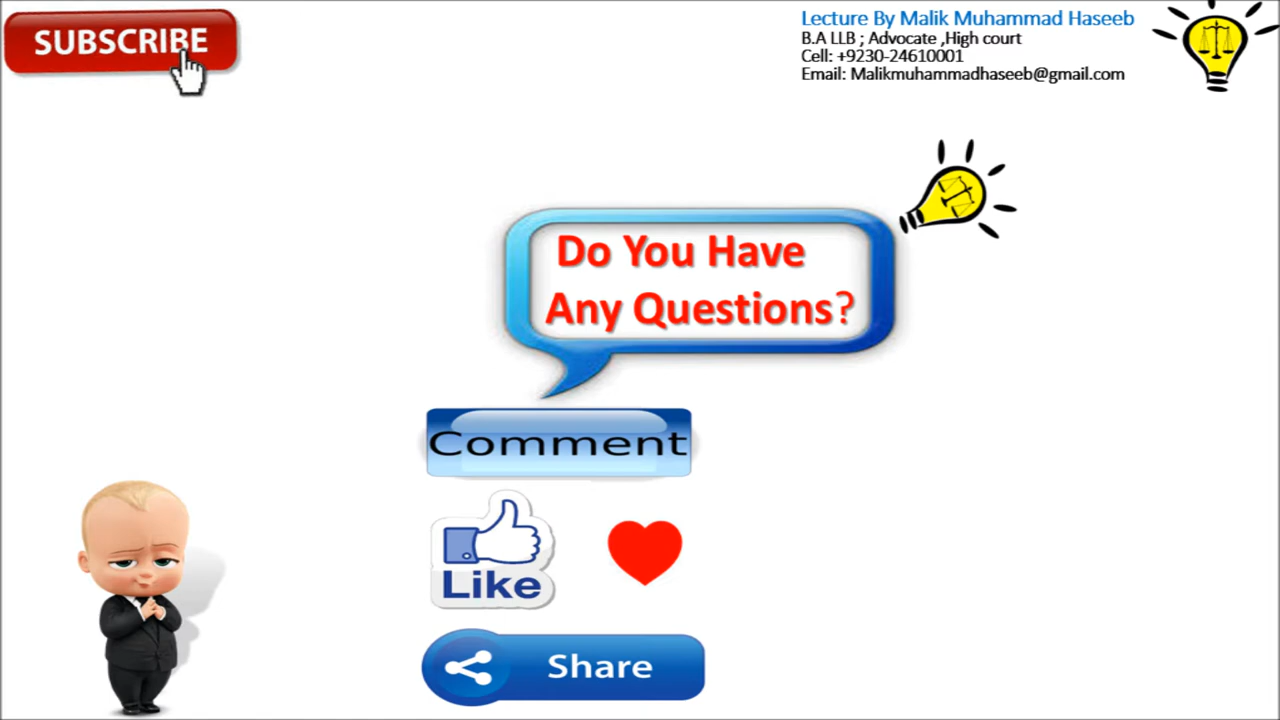 SUBSCRIBE
Lecture By Malik Muhammad Haseeb
B.A LLB ; Advocate ,High court
Cell: +9230-24610001
Email: Malikmuhammadhaseeb@gmail.com
Do You Have
Any Questions?
Comment
Like
Share